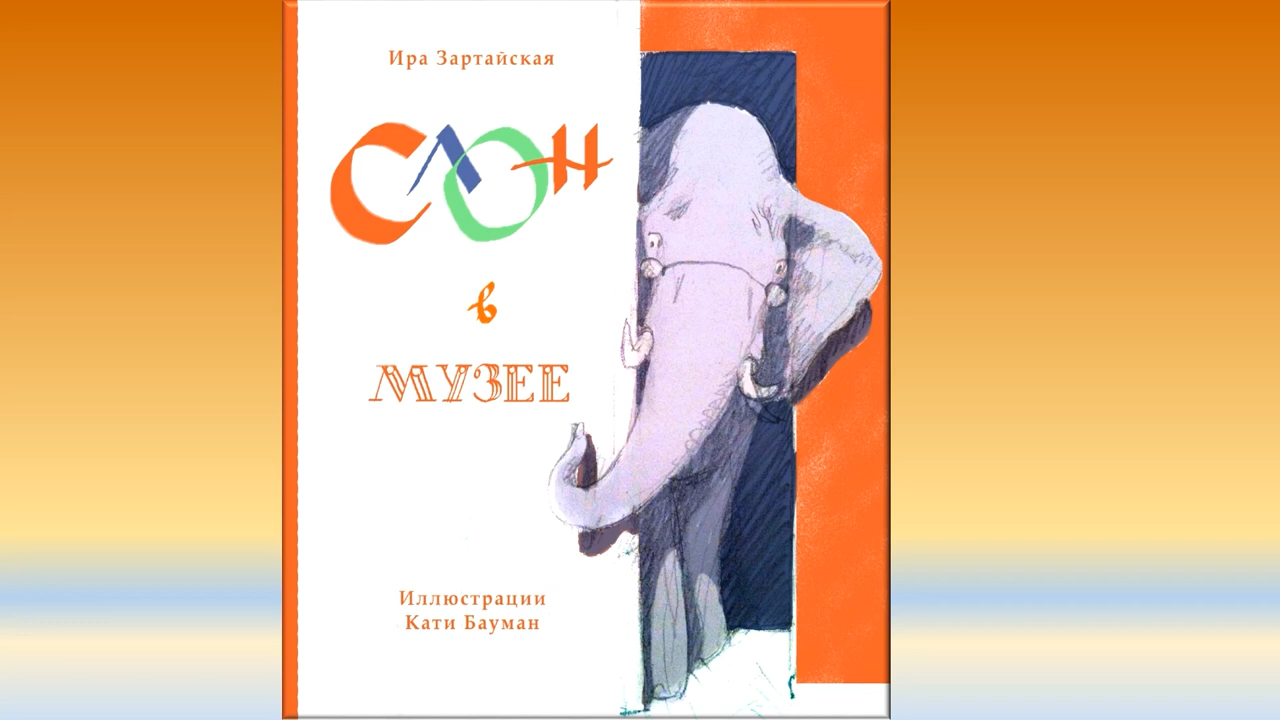 Ира Зартайская
СЛОН
в
МУЗЕЕ
Иллюстрации
Кати Бауман